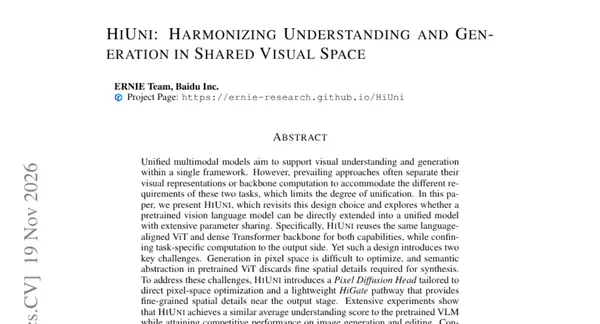 HIUNI: HARMONIZING UNDERSTANDING AND GEN-
ERATION IN SHARED VISUAL SPACE
ERNIE Team, Baidu Inc.
Project Page: https://ernie-research.github.io/HiUni
ABSTRACT
Unified multimodal models aim to support visual understanding and generation
within a single framework. However, prevailing approaches often separate their
visual representations or backbone computation to accommodate the different re-
quirements of these two tasks, which limits the degree of unification. In this pa-
per, we present HIUNI, which revisits this design choice and explores whether a
pretrained vision language model can be directly extended into a unified model
with extensive parameter sharing. Specifically, HIUNI reuses the same language-
aligned ViT and dense Transformer backbone for both capabilities, while confin-
ing task-specific computation to the output side. Yet such a design introduces two
key challenges. Generation in pixel space is difficult to optimize, and semantic
abstraction in pretrained ViT discards fine spatial details required for synthesis.
To address these challenges, HIUNI introduces a Pixel Diffusion Head tailored to
direct pixel-space optimization and a lightweight HiGate pathway that provides
fine-grained spatial details near the output stage. Extensive experiments show
that HIUNI achieves a similar average understanding score to the pretrained VLM
while attaining competitive performance on image generation and editing. Con-
s.CV] 19 Nov 2026